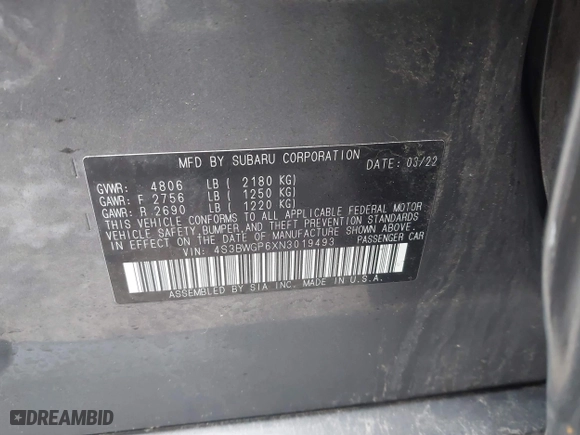 MFD BY SUBARU CORPORATION DATE: 03/22
GVWR: 4806 LB ( 2180 KG)
GAWR: F 2756 LB ( 1250 KG)
GAWR: R 2690 LB ( 1220 KG)
THIS VEHICLE CONFORMS TO ALL APPLICABLE FEDERAL MOTOR
VEHICLE SAFETY, BUMPER, AND THEFT PREVENTION STANDARDS
IN EFFECT ON THE DATE OF MANUFACTURE SHOWN ABOVE.
VIN: 4S3BWGP6XN3019493 PASSENGER CAR
ASSEMBLED BY SIA INC. MADE IN U.S.A.
DREAMBID